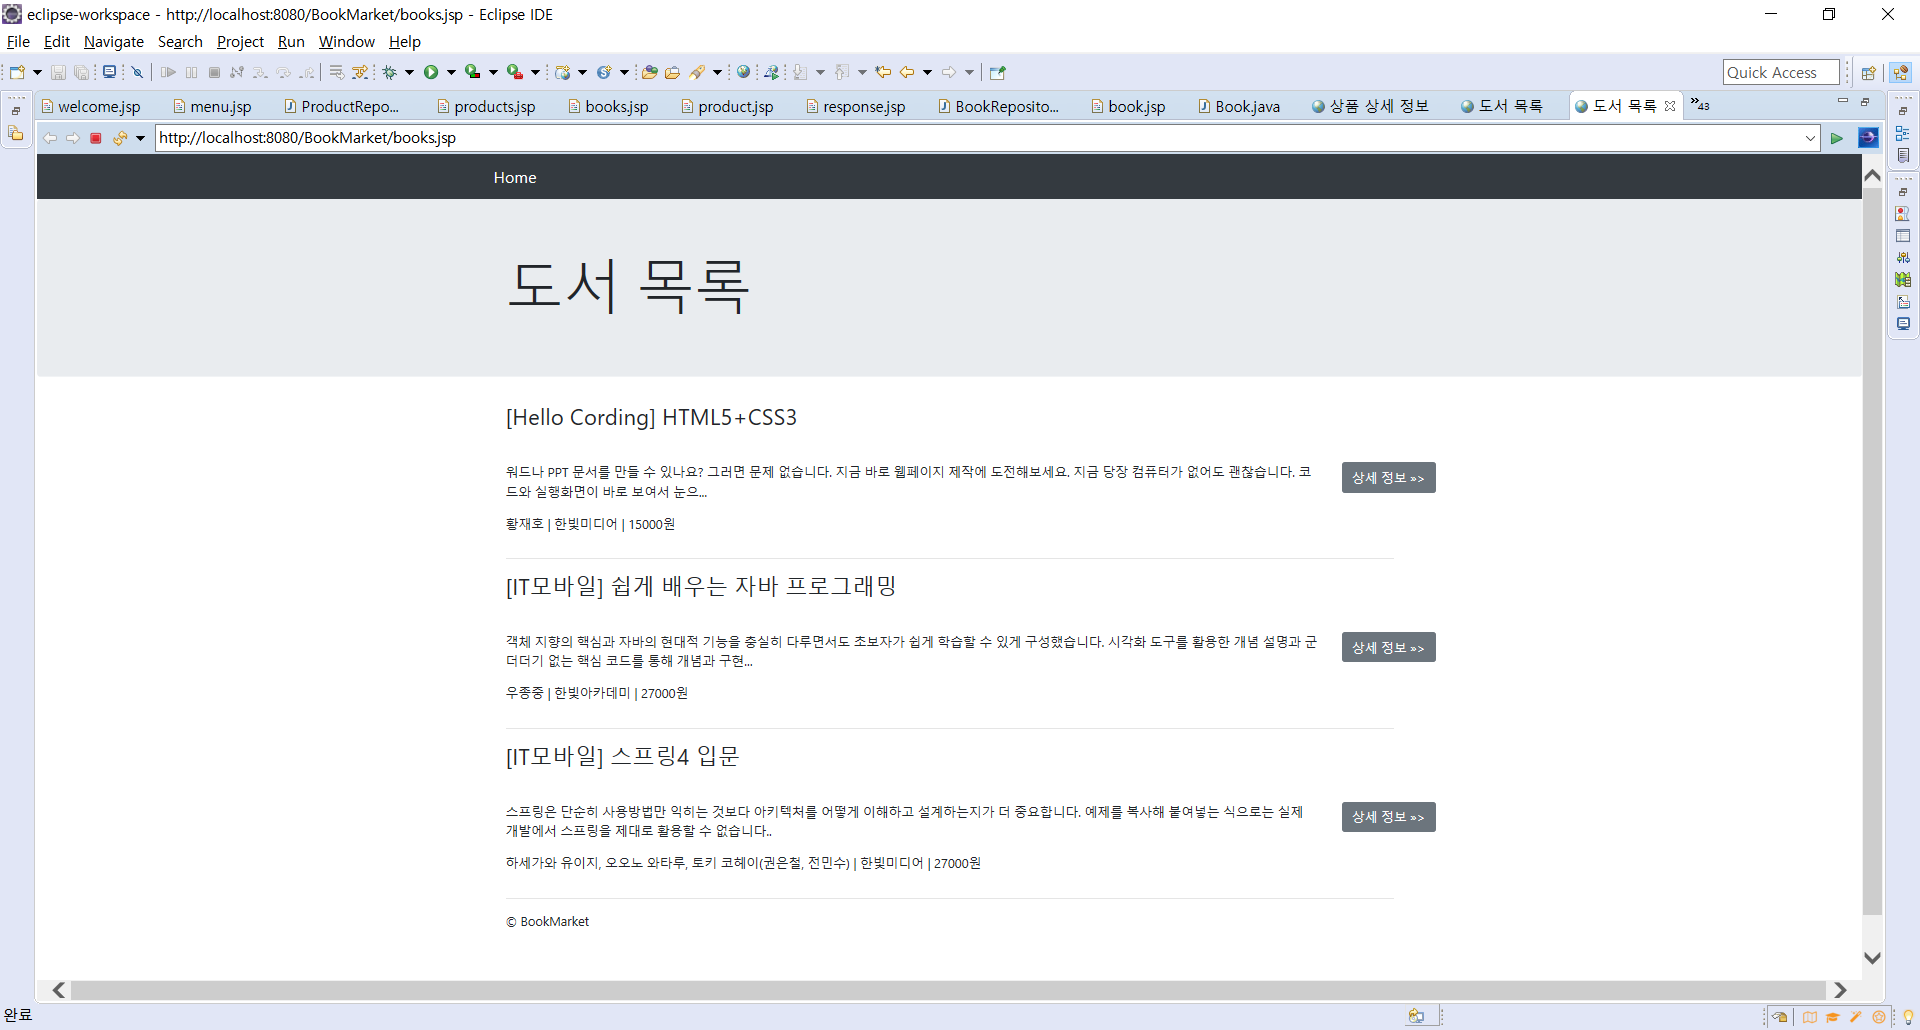 eclipse-workspace - http://localhost:8080/BookMarket/books.jsp - Eclipse IDE
File Edit Navigate Search Project Run Window Help
Quick Access
welcome.jsp menu.jsp ProductRepo... products.jsp books.jsp product.jsp response.jsp BookReposito... book.jsp Book.java 상품 상세 정보 도서 목록 도서 목록 »43
http://localhost:8080/BookMarket/books.jsp
Home
도서 목록
[Hello Cording] HTML5+CSS3
워드나 PPT 문서를 만들 수 있나요? 그러면 문제 없습니다. 지금 바로 웹페이지 제작에 도전해보세요. 지금 당장 컴퓨터가 없어도 괜찮습니다. 코
드와 실행화면이 바로 보여서 눈으...
상세 정보 »>
황재호 | 한빛미디어 | 15000원
[IT모바일] 쉽게 배우는 자바 프로그래밍
객체 지향의 핵심과 자바의 현대적 기능을 충실히 다루면서도 초보자가 쉽게 학습할 수 있게 구성했습니다. 시각화 도구를 활용한 개념 설명과 군
더더기 없는 핵심 코드를 통해 개념과 구현...
상세 정보 »>
우종중 | 한빛아카데미 | 27000원
[IT모바일] 스프링4 입문
스프링은 단순히 사용방법만 익히는 것보다 아키텍처를 어떻게 이해하고 설계하는지가 더 중요합니다. 예제를 복사해 붙여넣는 식으로는 실제
개발에서 스프링을 제대로 활용할 수 없습니다..
상세 정보 »>
하세가와 유이지, 오오노 와타루, 토키 코헤이(권은철, 전민수) | 한빛미디어 | 27000원
© BookMarket
완료